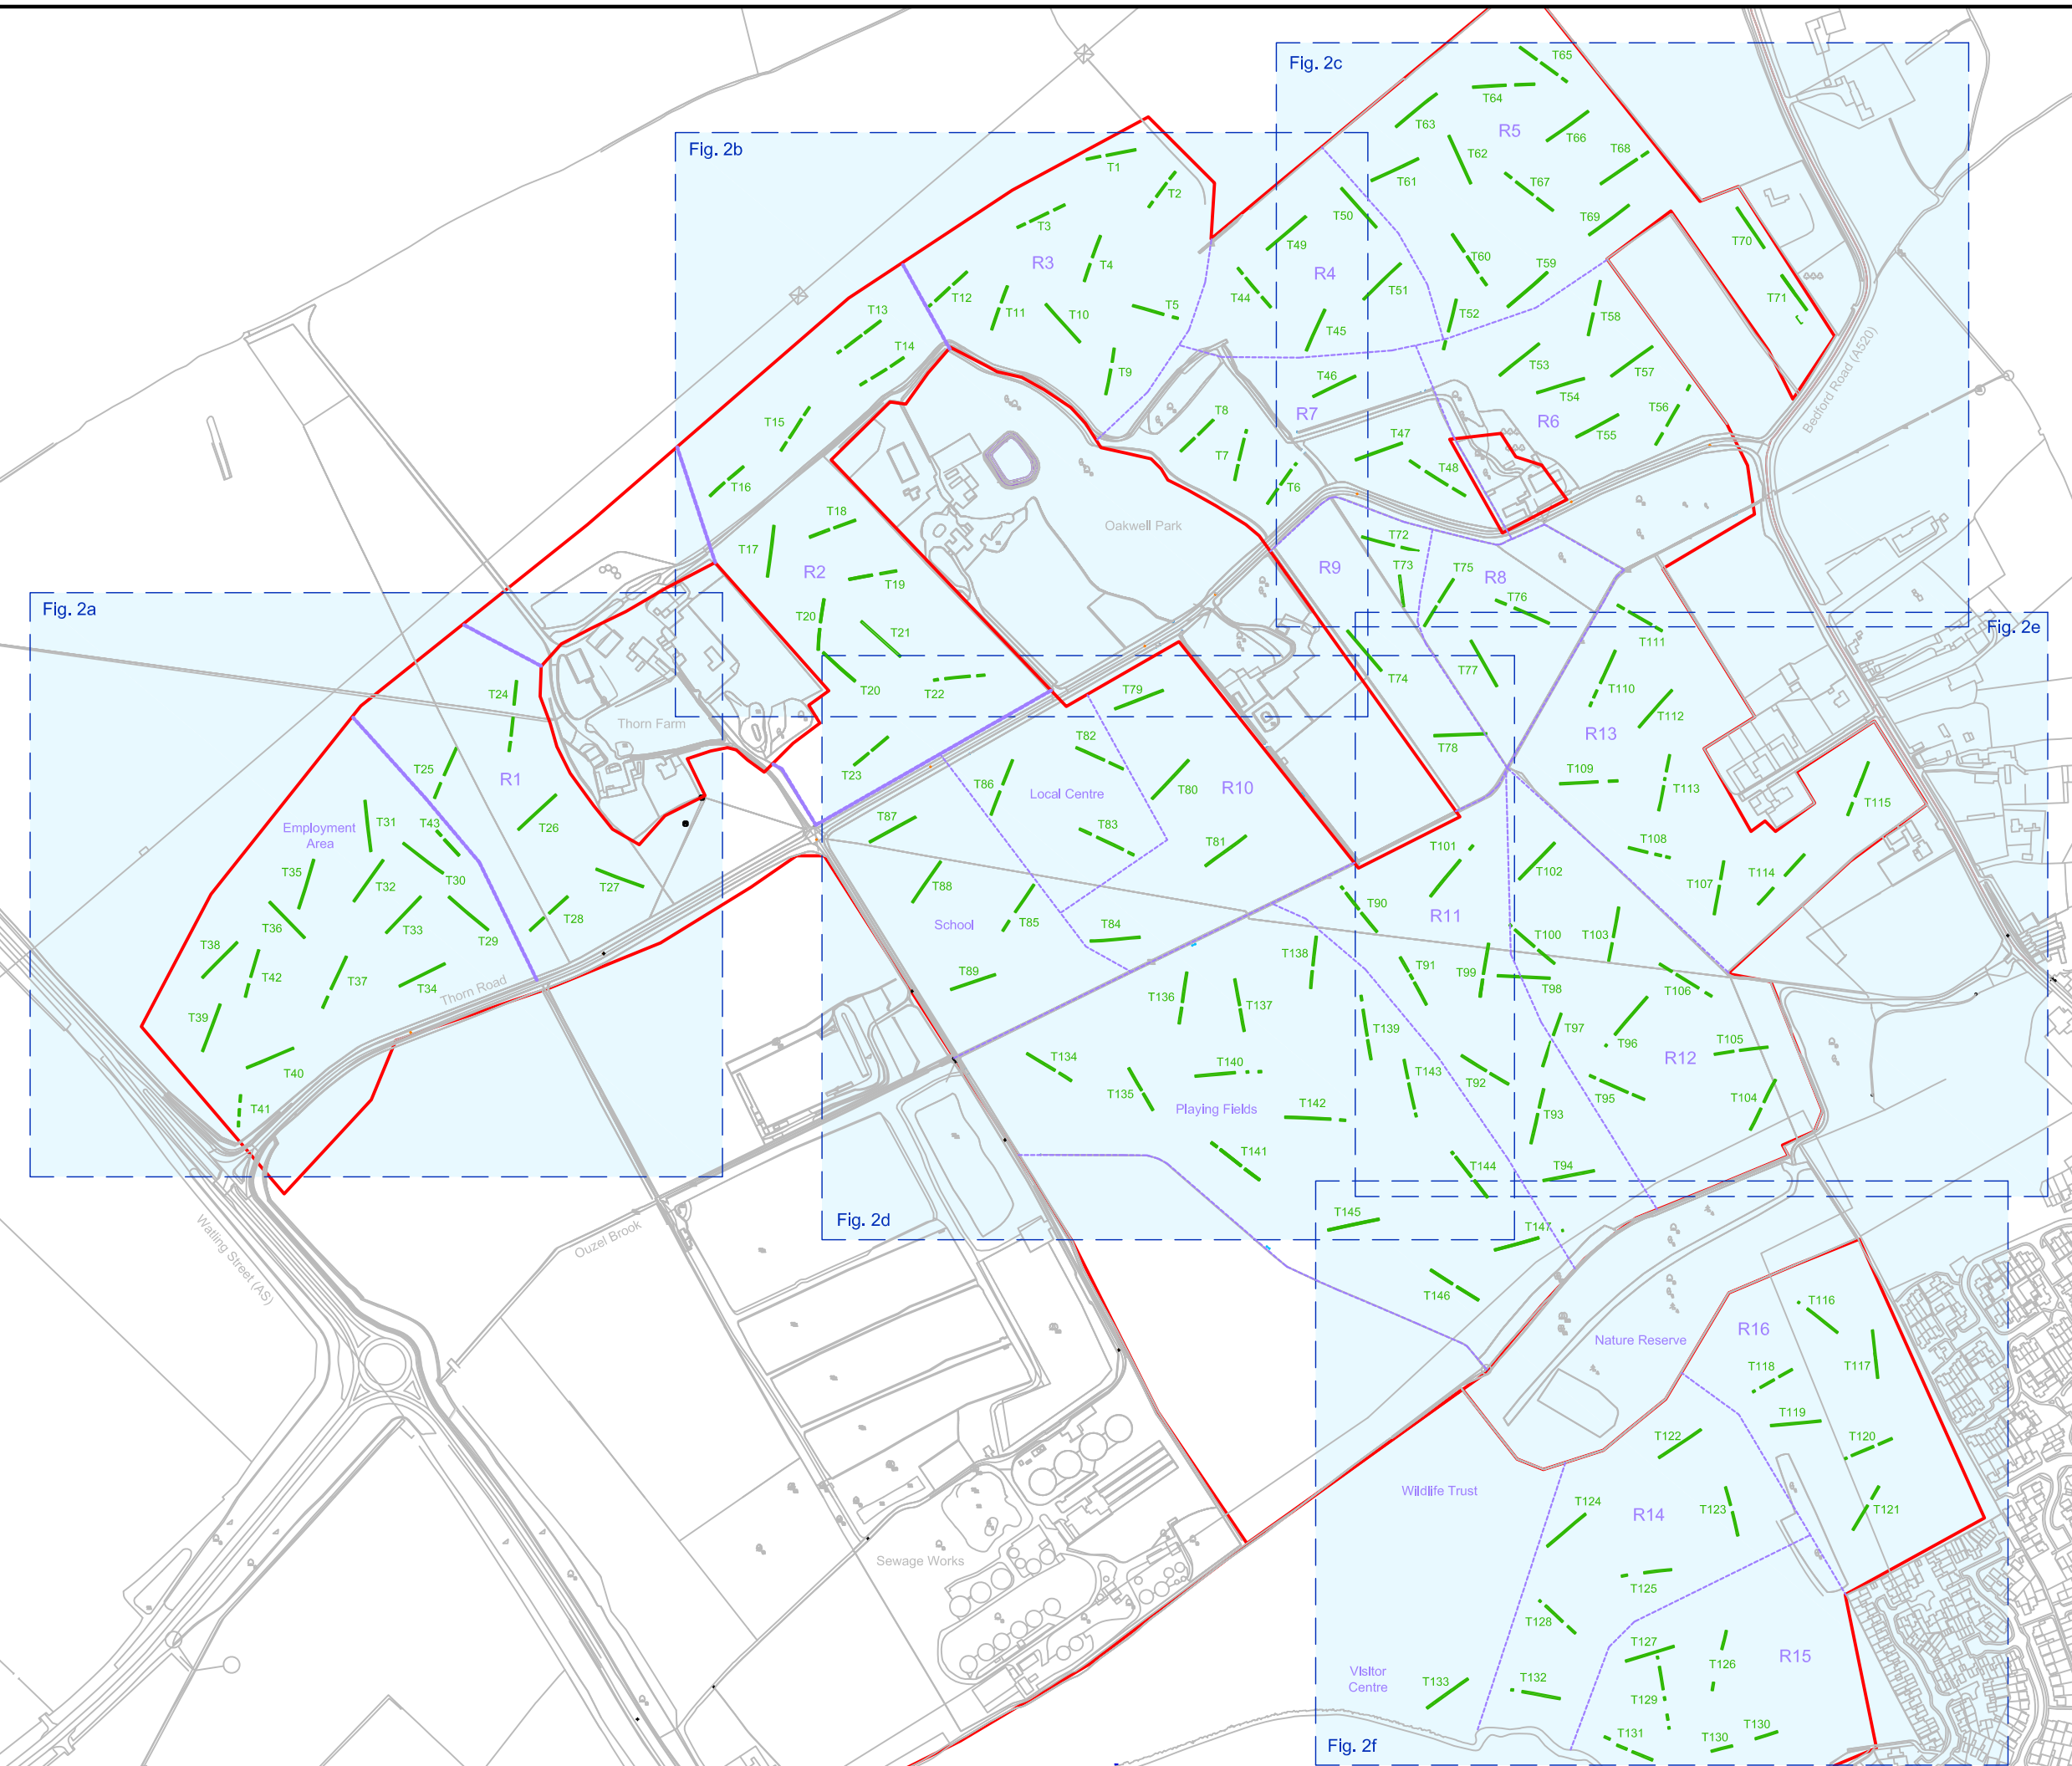 Fig. 2c
T65
T64
T63
R5
T66
T62
T68
T61
T67
T69
T60
T59
T58
T70
T71
T52
T50
T49
R4
T51
T44
T45
Fig. 2b
T1
T2
T3
T4
R3
T5
T12
T11
T10
T9
T13
T14
T15
T16
T8
T7
T6
T46
R7
T47
T48
T53
T54
T57
R6
T55
T56
Bedford Road (A520)
Oakwell Park
T18
T17
R2
T19
T20
T21
T20
T22
T23
R9
T72
T73
T75
R8
T76
T74
T77
T78
Fig. 2e
T111
T110
T112
R13
T109
T113
T115
T108
T107
T114
Fig. 2a
Thorn Farm
T24
T25
R1
T26
T43
T31
Employment
Area
T35
T32
T30
T27
T36
T33
T29
T28
T38
T42
T37
T34
T39
Thorn Road
T40
T41
T79
T82
T86
Local Centre
T80
R10
T87
T83
T81
T88
School
T85
T84
T89
T101
T102
T90
R11
T100
T103
T138
T91
T99
T98
T106
T136
T137
T139
T97
T96
T105
R12
T134
T135
T140
T143
T92
T95
T104
Playing Fields
T142
T93
T141
T144
T94
Fig. 2d
T145
T147
T146
Watling Street (AS)
Ouzel Brook
Nature Reserve
R16
T116
T117
T118
T119
T120
T122
T121
Wildlife Trust
T124
R14
T123
T125
T128
T127
T126
R15
Visitor
Centre
T133
T132
T129
T131
T130
T130
Fig. 2f
Sewage Works